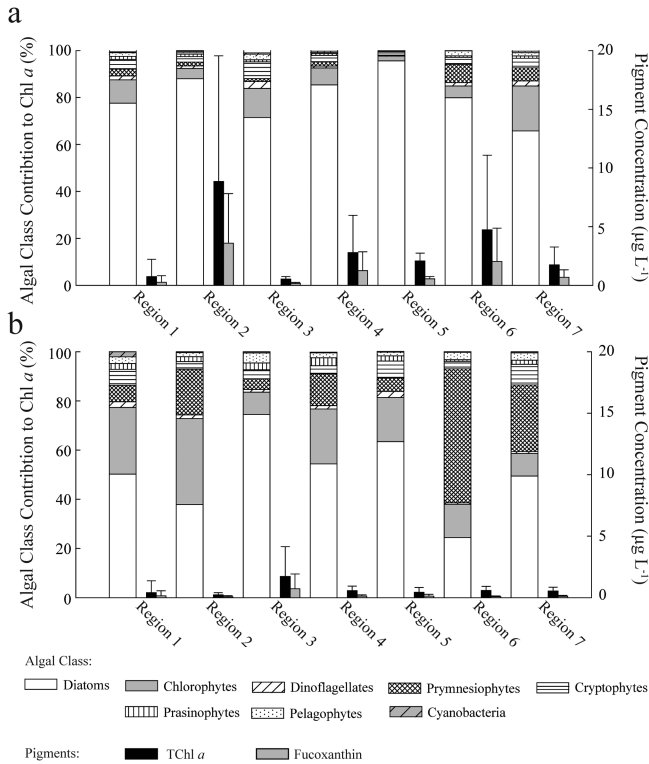 a
Algal Class Contribtion to Chl a (%)
100
80
60
40
20
0
20
15
10
5
0
Pigment Concentration (µg L⁻¹)
Region 1
Region 2
Region 3
Region 4
Region 5
Region 6
Region 7
b
Algal Class Contribution to Chl a (%)
100
80
60
40
20
0
20
15
10
5
0
Pigment Concentration (µg L⁻¹)
Region 1
Region 2
Region 3
Region 4
Region 5
Region 6
Region 7
Algal Class:
Diatoms Chlorophytes Dinoflagellates Prymnesiophytes Cryptophytes
Prasinophytes Pelagophytes Cyanobacteria
Pigments: TChl a Fucoxanthin